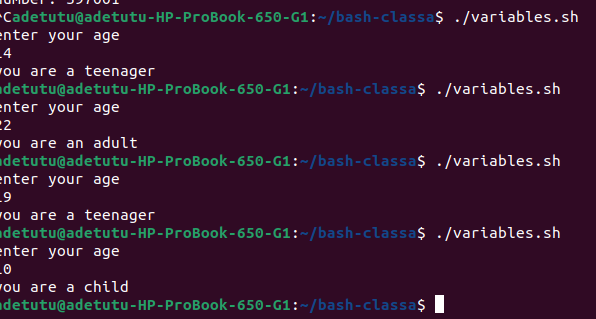 number: 597601
^Cadetutu@adetutu-HP-ProBook-650-G1:~/bash-classa$ ./variables.sh
enter your age
14
you are a teenager
adetutu@adetutu-HP-ProBook-650-G1:~/bash-classa$ ./variables.sh
enter your age
22
you are an adult
adetutu@adetutu-HP-ProBook-650-G1:~/bash-classa$ ./variables.sh
enter your age
19
you are a teenager
adetutu@adetutu-HP-ProBook-650-G1:~/bash-classa$ ./variables.sh
enter your age
10
you are a child
adetutu@adetutu-HP-ProBook-650-G1:~/bash-classa$